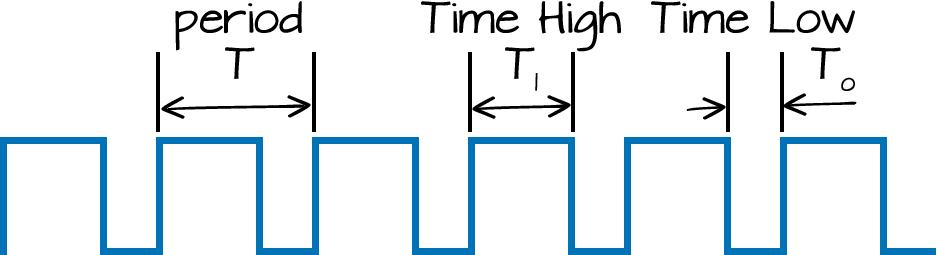 period
T
Time High
T₁
Time Low
T₀